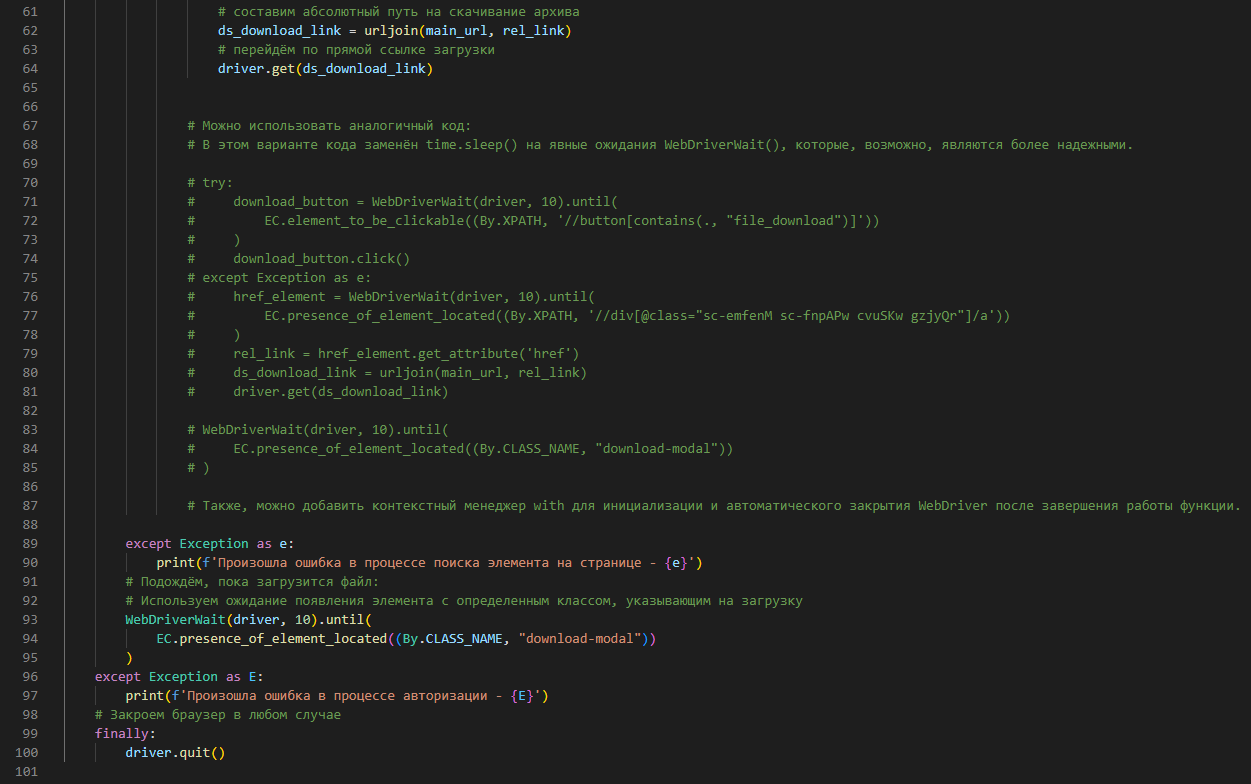 61 # составим абсолютный путь на скачивание архива
62 ds_download_link = urljoin(main_url, rel_link)
63 # перейдём по прямой ссылке загрузки
64 driver.get(ds_download_link)
65
66
67 # Можно использовать аналогичный код:
68 # В этом варианте кода заменён time.sleep() на явные ожидания WebDriverWait(), которые, возможно, являются более надежными.
69
70 # try:
71 #     download_button = WebDriverWait(driver, 10).until(
72 #         EC.element_to_be_clickable((By.XPATH, '//button[contains(., "file_download")]'))
73 #     )
74 #     download_button.click()
75 # except Exception as e:
76 #     href_element = WebDriverWait(driver, 10).until(
77 #         EC.presence_of_element_located((By.XPATH, '//div[@class="sc-emfenM sc-fnpAPw cvuSKw gzjyQr"]/a'))
78 #     )
79 #     rel_link = href_element.get_attribute('href')
80 #     ds_download_link = urljoin(main_url, rel_link)
81 #     driver.get(ds_download_link)
82
83 # WebDriverWait(driver, 10).until(
84 #     EC.presence_of_element_located((By.CLASS_NAME, "download-modal"))
85 # )
86
87 # Также, можно добавить контекстный менеджер with для инициализации и автоматического закрытия WebDriver после завершения работы функции.
88
89 except Exception as e:
90 print(f'Произошла ошибка в процессе поиска элемента на странице - {e}')
91 # Подождём, пока загрузится файл:
92 # Используем ожидание появления элемента с определенным классом, указывающим на загрузку
93 WebDriverWait(driver, 10).until(
94 EC.presence_of_element_located((By.CLASS_NAME, "download-modal"))
95 )
96 except Exception as E:
97 print(f'Произошла ошибка в процессе авторизации - {E}')
98 # Закроем браузер в любом случае
99 finally:
100 driver.quit()
101